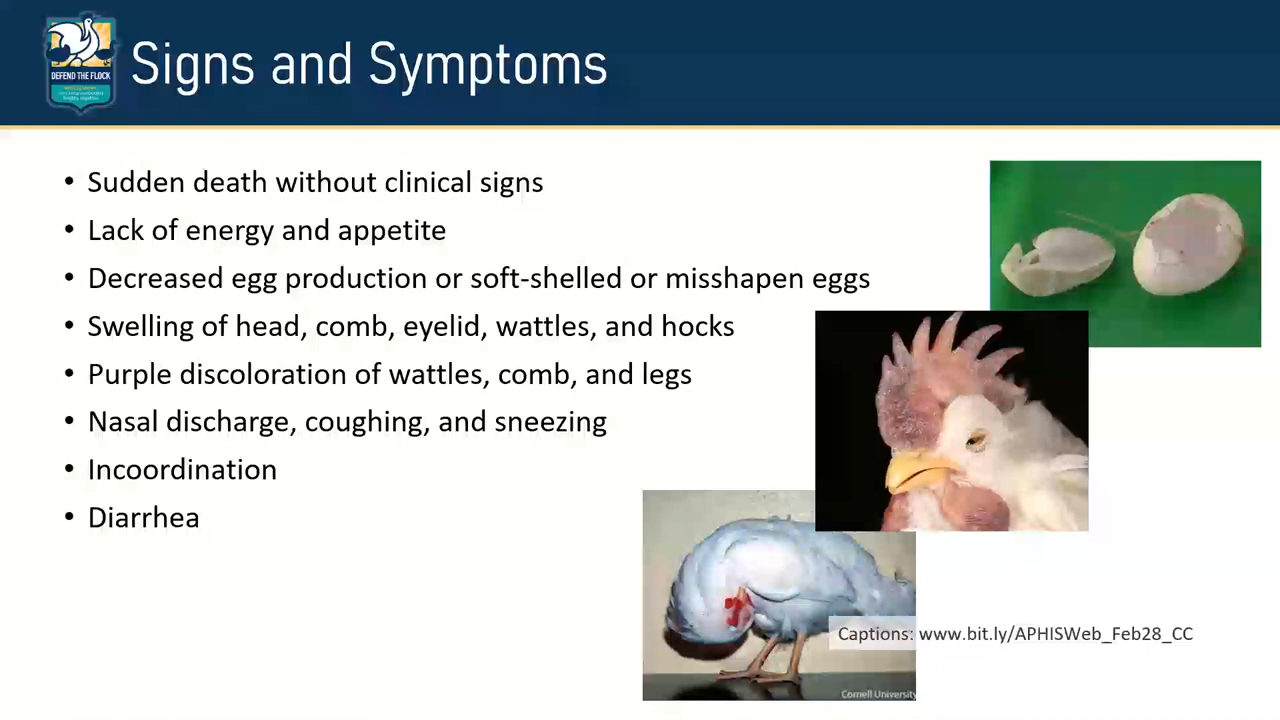 DEFEND THE FLOCK
Signs and Symptoms
• Sudden death without clinical signs
• Lack of energy and appetite
• Decreased egg production or soft-shelled or misshapen eggs
• Swelling of head, comb, eyelid, wattles, and hocks
• Purple discoloration of wattles, comb, and legs
• Nasal discharge, coughing, and sneezing
• Incoordination
• Diarrhea
Captions: www.bit.ly/APHISWeb_Feb28_CC
Cornell University